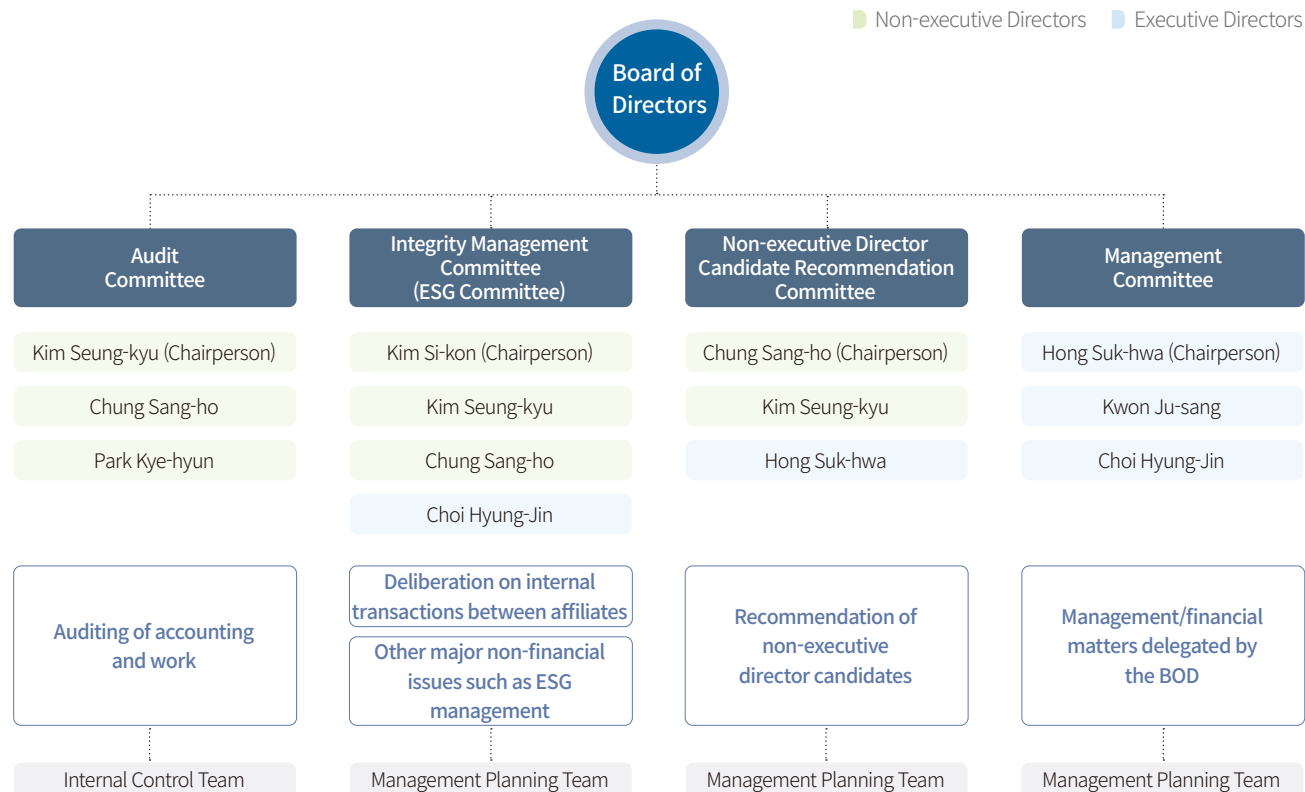 Non-executive Directors
Executive Directors
Board of
Directors
Audit
Committee
Integrity Management
Committee
(ESG Committee)
Non-executive Director
Candidate Recommendation
Committee
Management
Committee
Kim Seung-kyu (Chairperson)
Chung Sang-ho
Park Kye-hyun
Kim Si-kon (Chairperson)
Kim Seung-kyu
Chung Sang-ho
Choi Hyung-Jin
Chung Sang-ho (Chairperson)
Kim Seung-kyu
Hong Suk-hwa
Hong Suk-hwa (Chairperson)
Kwon Ju-sang
Choi Hyung-Jin
Auditing of accounting
and work
Deliberation on internal
transactions between affiliates
Other major non-financial
issues such as ESG
management
Recommendation of
non-executive
director candidates
Management/financial
matters delegated by
the BOD
Internal Control Team
Management Planning Team
Management Planning Team
Management Planning Team